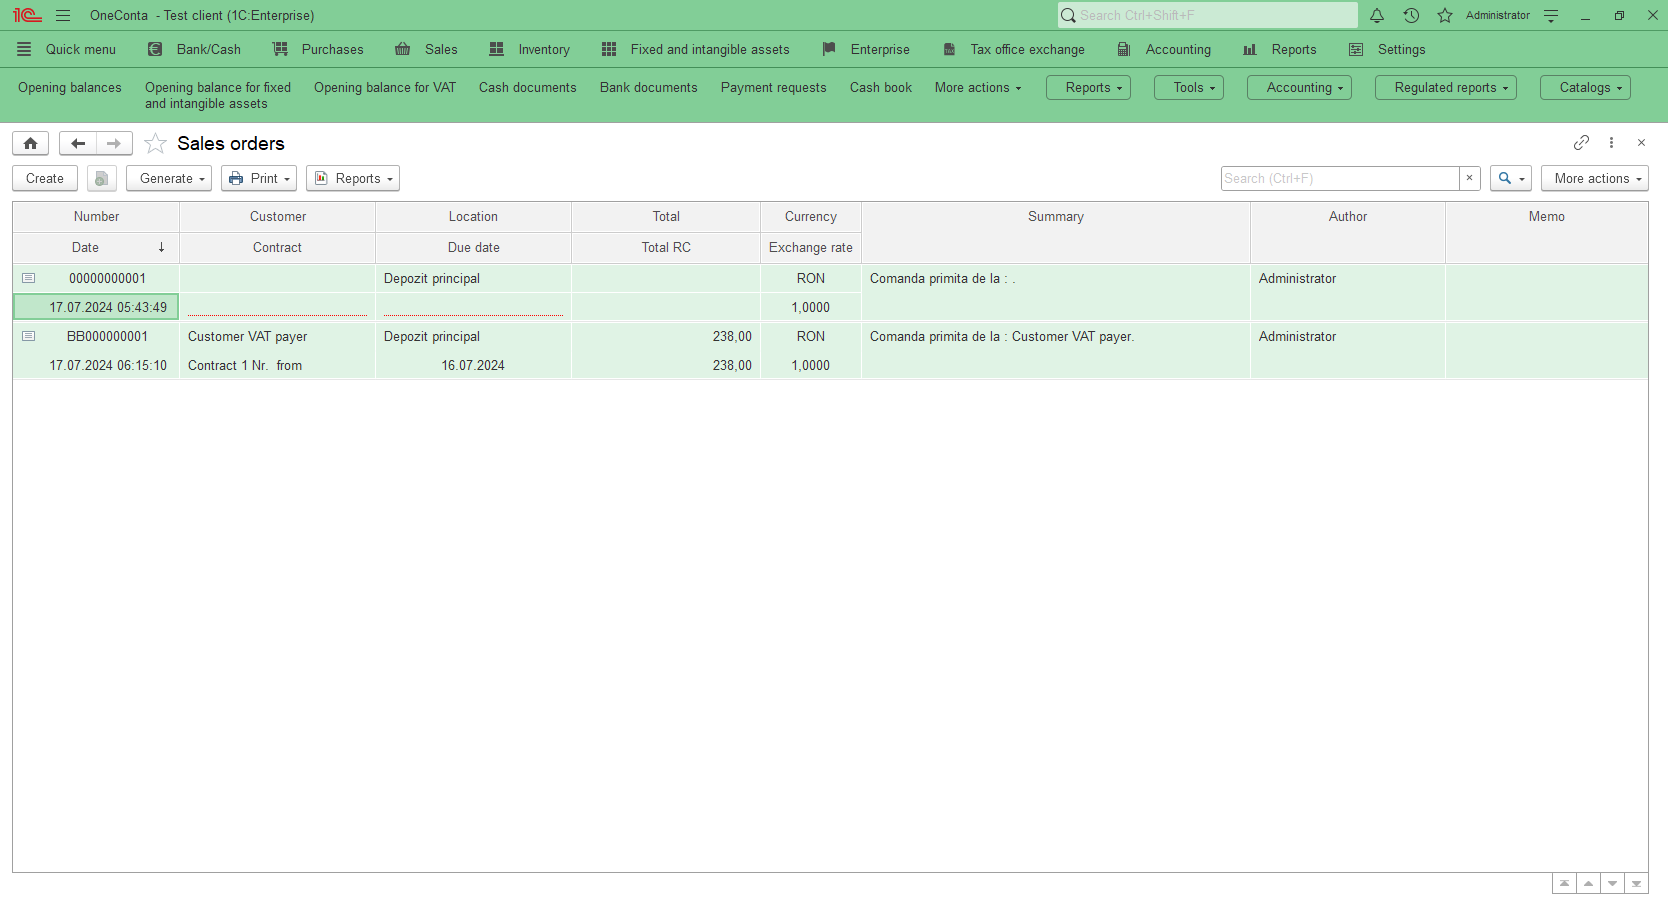 OneConta - Test client (1C:Enterprise)
Search Ctrl+Shift+F
Administrator
Quick menu
Bank/Cash
Purchases
Sales
Inventory
Fixed and intangible assets
Enterprise
Tax office exchange
Accounting
Reports
Settings
Opening balances
Opening balance for fixed
and intangible assets
Opening balance for VAT
Cash documents
Bank documents
Payment requests
Cash book
More actions
Reports
Tools
Accounting
Regulated reports
Catalogs
Sales orders
Create
Generate
Print
Reports
Search (Ctrl+F)
More actions
Number Customer Location Total Currency Summary Author Memo
Date Contract Due date Total RC Exchange rate
00000000001 Depozit principal RON Comanda primita de la : . Administrator
17.07.2024 05:43:49 1,0000
BB000000001 Customer VAT payer Depozit principal 238,00 RON Comanda primita de la : Customer VAT payer. Administrator
17.07.2024 06:15:10 Contract 1 Nr. from 16.07.2024 238,00 1,0000